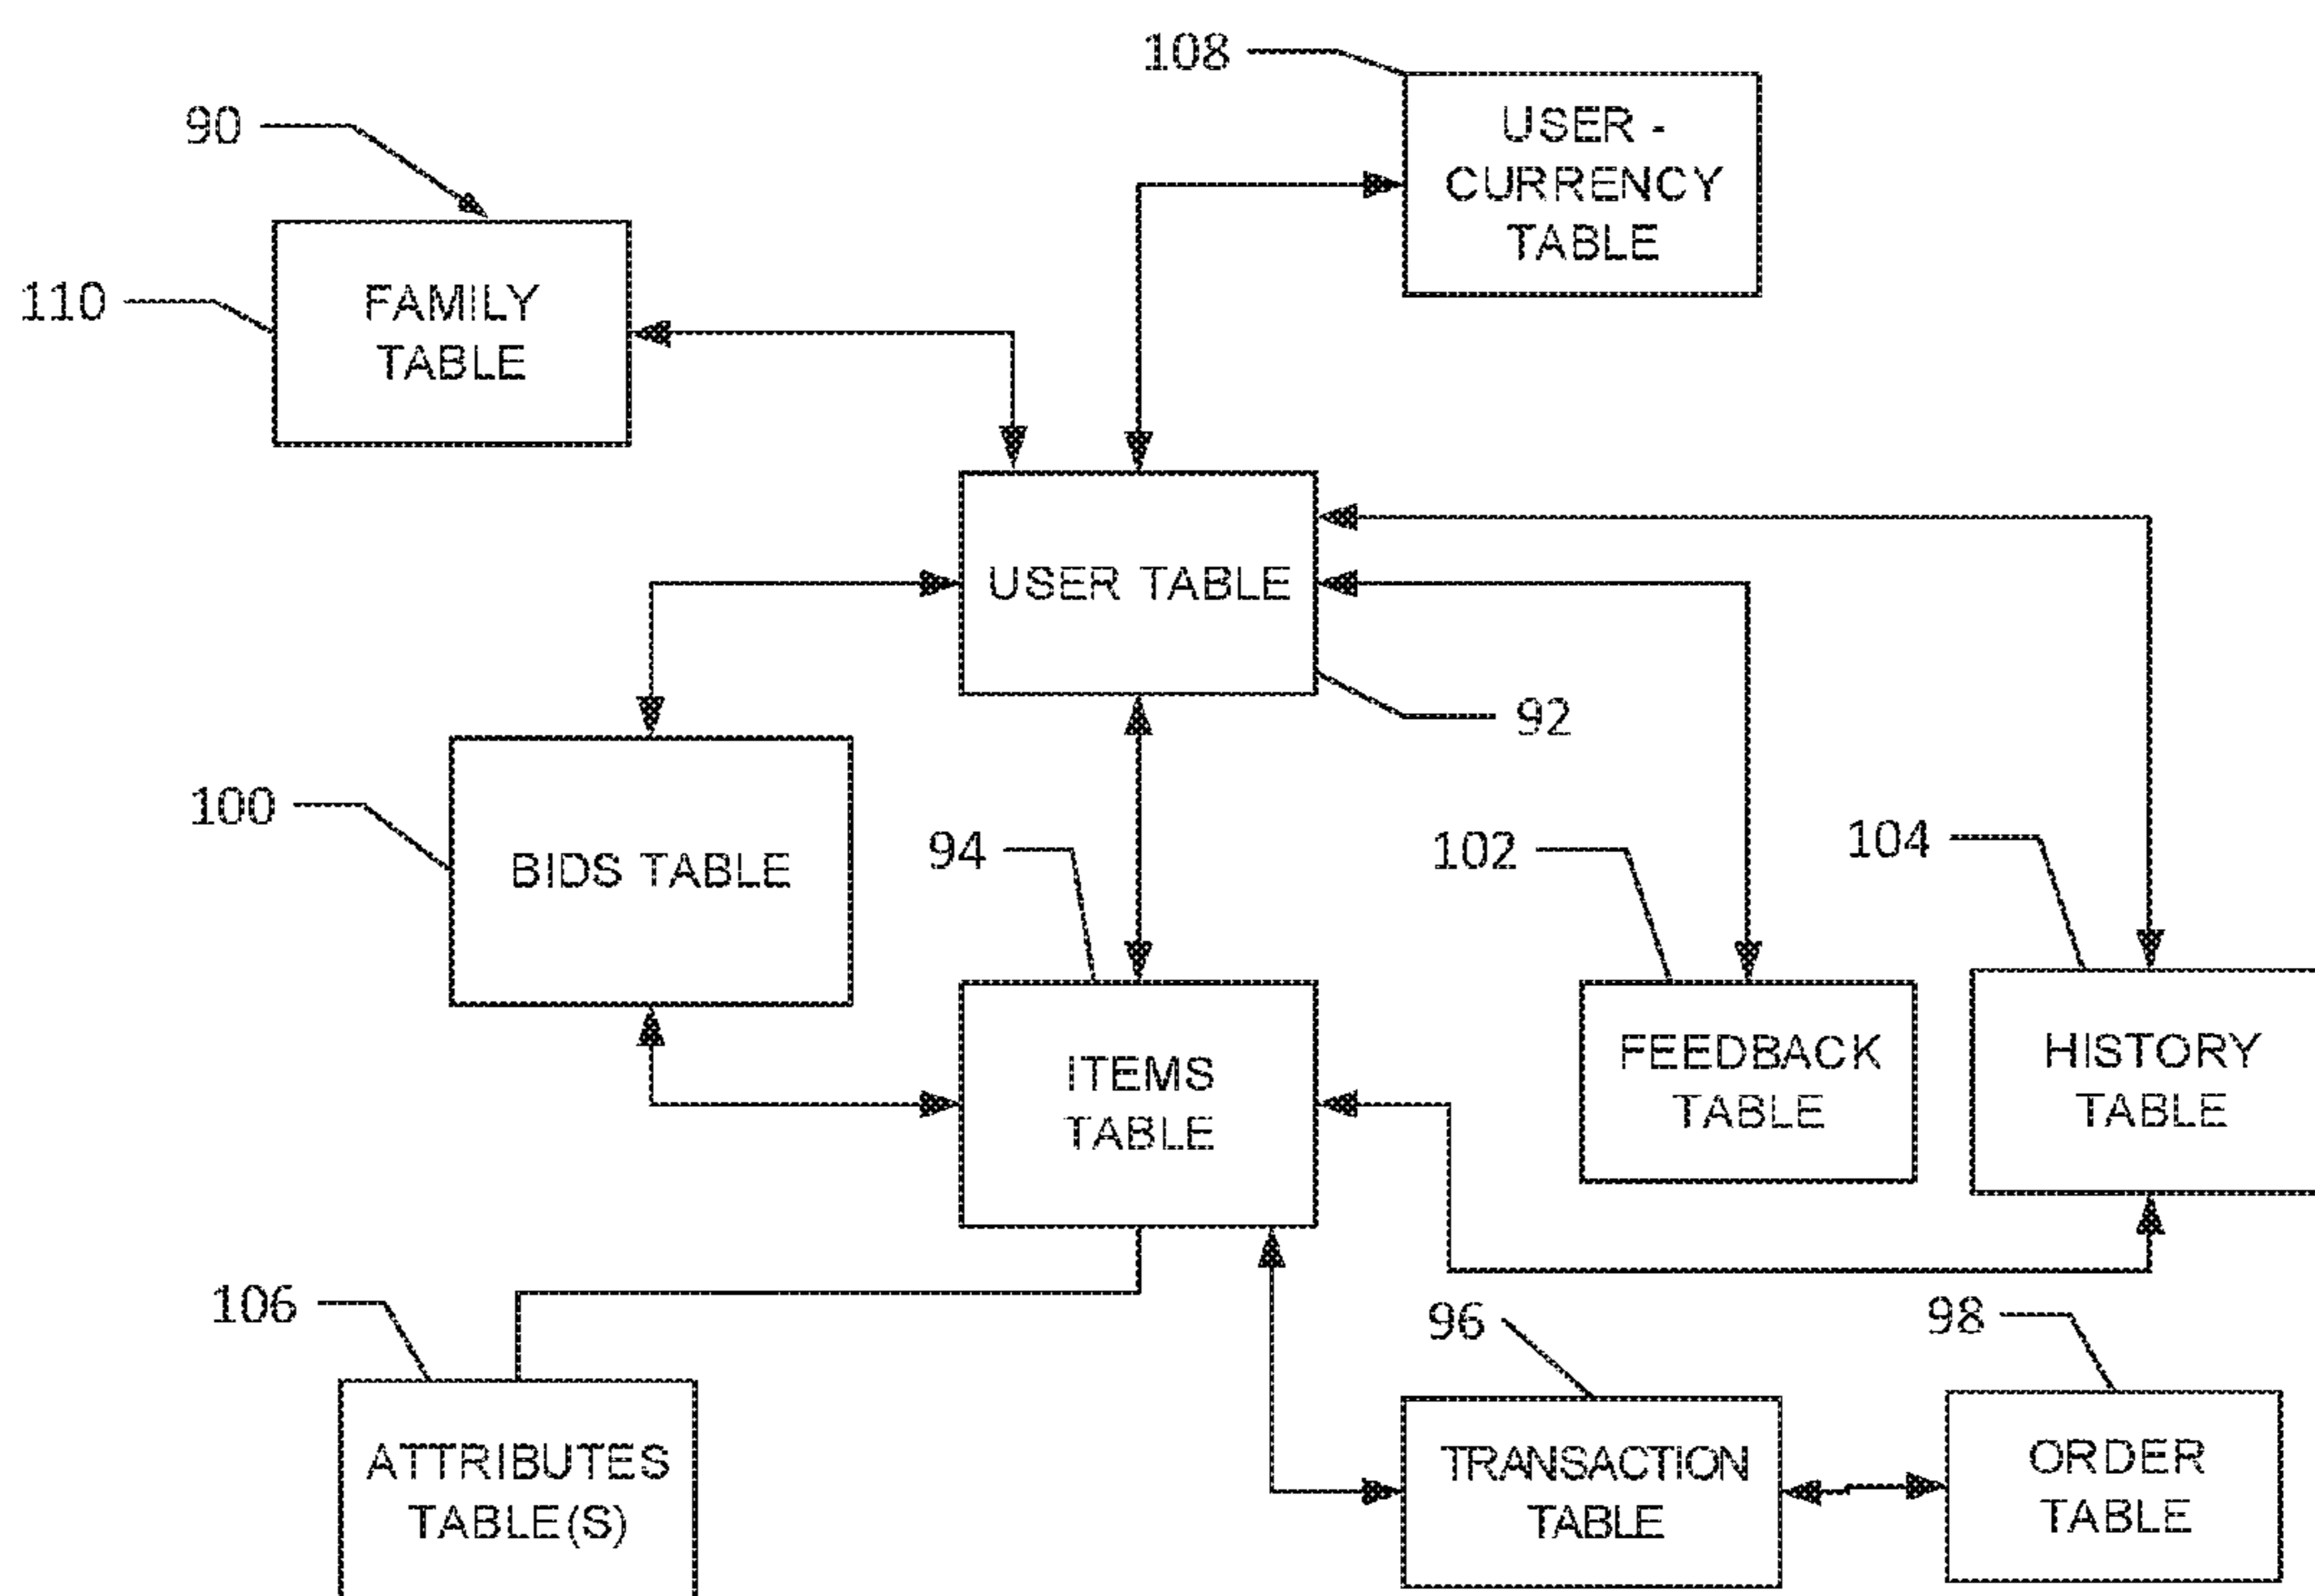 108
USER -
CURRENCY
TABLE
90
110
FAMILY
TABLE
USER TABLE
92
100
BIDS TABLE
94
102
104
ITEMS
TABLE
FEEDBACK
TABLE
HISTORY
TABLE
106
96
98
ATTRIBUTES
TABLE(S)
TRANSACTION
TABLE
ORDER
TABLE